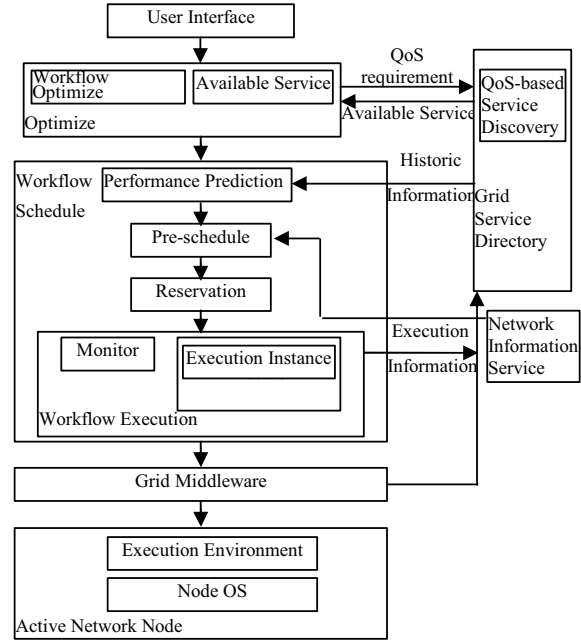 User Interface
Workflow
Optimize
Available Service
Optimize
QoS
requirement
Available Service
QoS-based
Service
Discovery
Workflow
Schedule
Performance Prediction
Historic
Information
Grid
Service
Directory
Pre-schedule
Reservation
Monitor
Execution Instance
Workflow Execution
Execution
Information
Network
Information
Service
Grid Middleware
Execution Environment
Node OS
Active Network Node